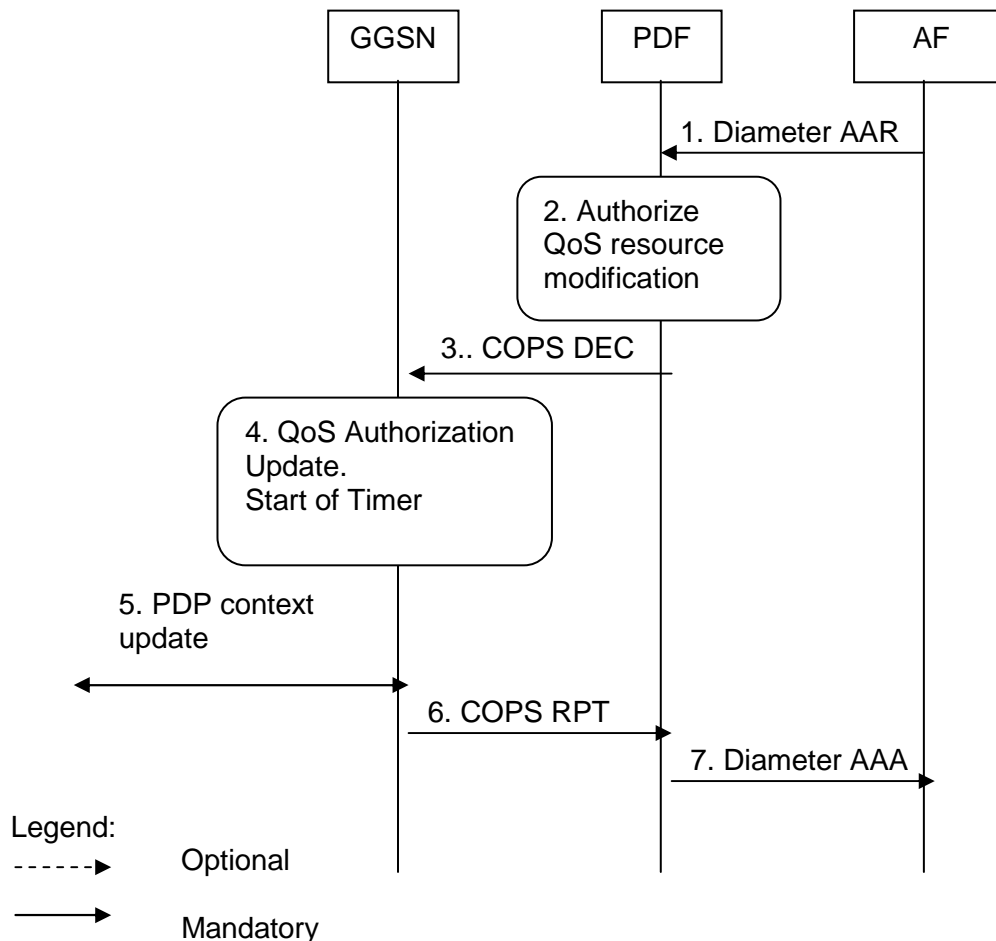 GGSN
PDF
AF
1. Diameter AAR
2. Authorize
QoS resource
modification
3.. COPS DEC
4. QoS Authorization
Update.
Start of Timer
5. PDP context
update
6. COPS RPT
7. Diameter AAA
Legend:
Optional
Mandatory